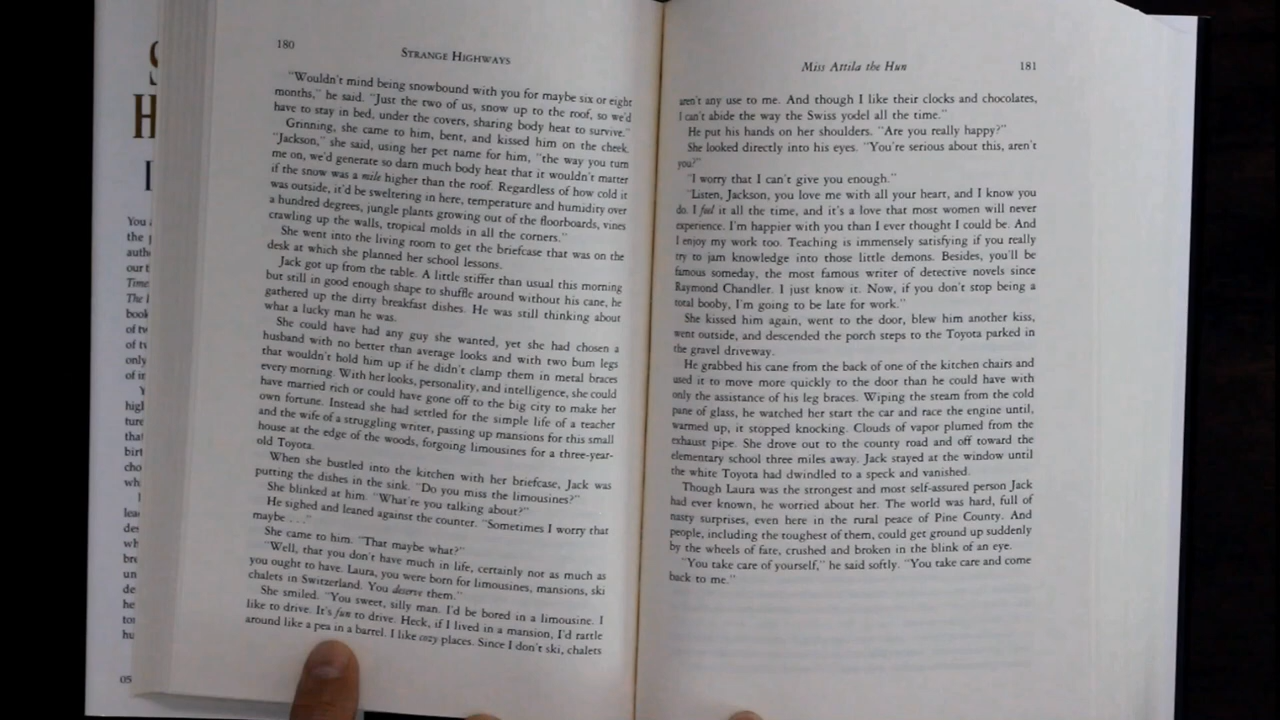 S
H
I
You a
the
auth
our t
Time
The
book
of tw
of t
only
of ir
Y
higl
ture
that
birt
cho
wh
I
lea
de
wh
bre
un
de
he
to
hu
05
180
STRANGE HIGHWAYS
"Wouldn't mind being snowbound with you for maybe six or eight
months," he said. "Just the two of us, snow up to the roof, so we'd
have to stay in bed, under the covers, sharing body heat to survive."
Grinning, she came to him, bent, and kissed him on the cheek.
"Jackson," she said, using her pet name for him, "the way you turn
me on, we'd generate so darn much body heat that it wouldn't matter
if the snow was a mile higher than the roof. Regardless of how cold it
was outside, it'd be sweltering in here, temperature and humidity over
a hundred degrees, jungle plants growing out of the floorboards, vines
crawling up the walls, tropical molds in all the corners."
She went into the living room to get the briefcase that was on the
desk at which she planned her school lessons.
Jack got up from the table. A little stiffer than usual this morning
but still in good enough shape to shuffle around without his cane, he
gathered up the dirty breakfast dishes. He was still thinking about
what a lucky man he was.
She could have had any guy she wanted, yet she had chosen a
husband with no better than average looks and with two bum legs
that wouldn't hold him up if he didn't clamp them in metal braces
every morning. With her looks, personality, and intelligence, she could
have married rich or could have gone off to the big city to make her
own fortune. Instead she had settled for the simple life of a teacher
and the wife of a struggling writer, passing up mansions for this small
house at the edge of the woods, forgoing limousines for a three-year-
old Toyota.
When she bustled into the kitchen with her briefcase, Jack was
putting the dishes in the sink. "Do you miss the limousines?"
She blinked at him. "What're you talking about?"
He sighed and leaned against the counter. "Sometimes I worry that
maybe . . ."
She came to him. "That maybe what?"
"Well, that you don't have much in life, certainly not as much as
you ought to have. Laura, you were born for limousines, mansions, ski
chalets in Switzerland. You deserve them."
She smiled. "You sweet, silly man. I'd be bored in a limousine. I
like to drive. It's fun to drive. Heck, if I lived in a mansion, I'd rattle
around like a pea in a barrel. I like cozy places. Since I don't ski, chalets
Miss Attila the Hun
181
aren't any use to me. And though I like their clocks and chocolates,
I can't abide the way the Swiss yodel all the time."
He put his hands on her shoulders. "Are you really happy?"
She looked directly into his eyes. "You're serious about this, aren't
you?"
"I worry that I can't give you enough."
"Listen, Jackson, you love me with all your heart, and I know you
do. I feel it all the time, and it's a love that most women will never
experience. I'm happier with you than I ever thought I could be. And
I enjoy my work too. Teaching is immensely satisfying if you really
try to jam knowledge into those little demons. Besides, you'll be
famous someday, the most famous writer of detective novels since
Raymond Chandler. I just know it. Now, if you don't stop being a
total booby, I'm going to be late for work."
She kissed him again, went to the door, blew him another kiss,
went outside, and descended the porch steps to the Toyota parked in
the gravel driveway.
He grabbed his cane from the back of one of the kitchen chairs and
used it to move more quickly to the door than he could have with
only the assistance of his leg braces. Wiping the steam from the cold
pane of glass, he watched her start the car and race the engine until,
warmed up, it stopped knocking. Clouds of vapor plumed from the
exhaust pipe. She drove out to the county road and off toward the
elementary school three miles away. Jack stayed at the window until
the white Toyota had dwindled to a speck and vanished.
Though Laura was the strongest and most self-assured person Jack
had ever known, he worried about her. The world was hard, full of
nasty surprises, even here in the rural peace of Pine County. And
people, including the toughest of them, could get ground up suddenly
by the wheels of fate, crushed and broken in the blink of an eye.
"You take care of yourself," he said softly. "You take care and come
back to me."